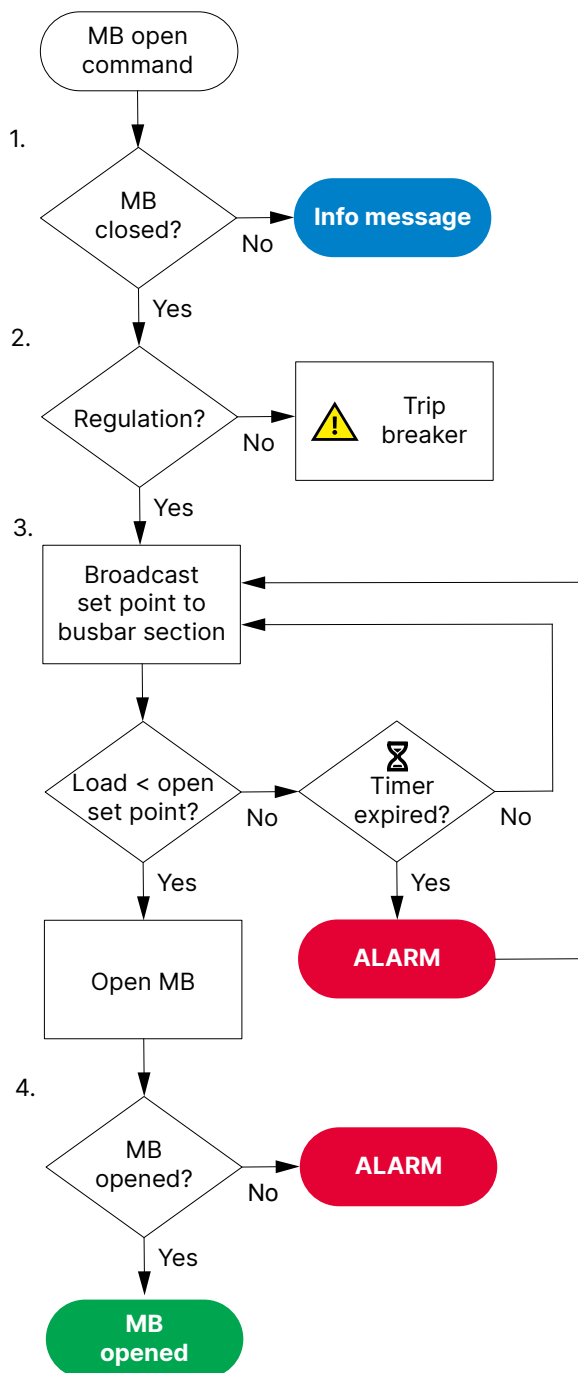 MB open
command
1.
MB
closed?
No
Info message
Yes
2.
Regulation?
No
! Trip
breaker
Yes
3.
Broadcast
set point to
busbar section
Load < open
set point?
No
Timer
expired?
No
Yes
Yes
ALARM
Open MB
4.
MB
opened?
No
ALARM
Yes
MB
opened